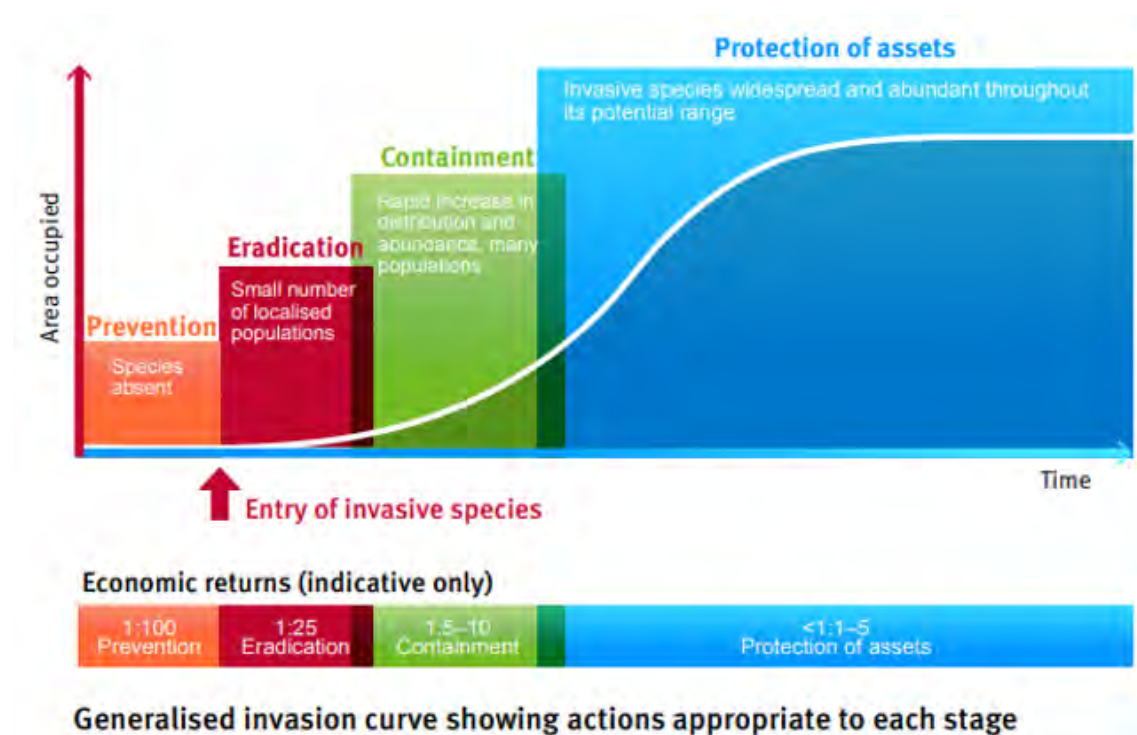 Protection of assets
Invasive species widespread and abundant throughout
its potential range
Containment
Rapid increase in
distribution and
abundance, many
populations
Eradication
Small number
of localised
populations
Prevention
Species
absent
Area occupied
Time
Entry of invasive species
Economic returns (indicative only)
1:100
Prevention
1:25
Eradication
1:5–10
Containment
<1:1–5
Protection of assets
Generalised invasion curve showing actions appropriate to each stage